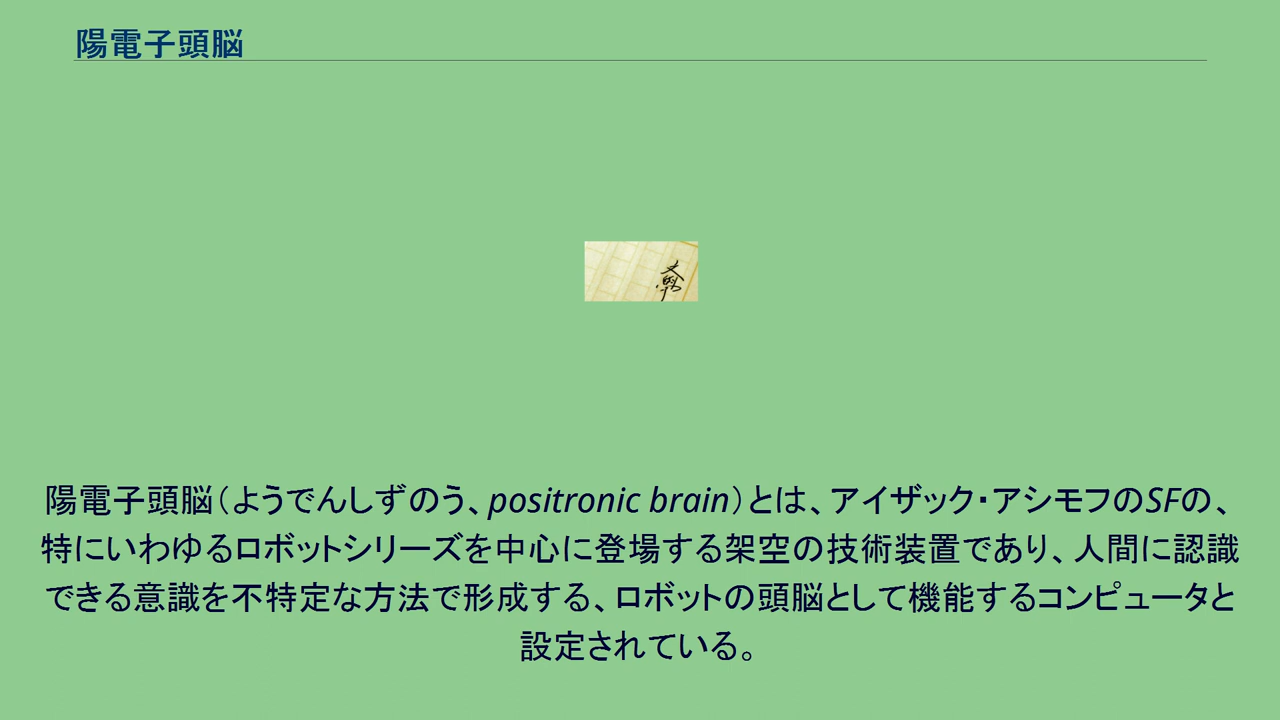 陽電子頭脳
陽電子頭脳（ようでんしずのう、positronic brain）とは、アイザック・アシモフのSFの、
特にいわゆるロボットシリーズを中心に登場する架空の技術装置であり、人間に認識
できる意識を不特定な方法で形成する、ロボットの頭脳として機能するコンピュータと
設定されている。